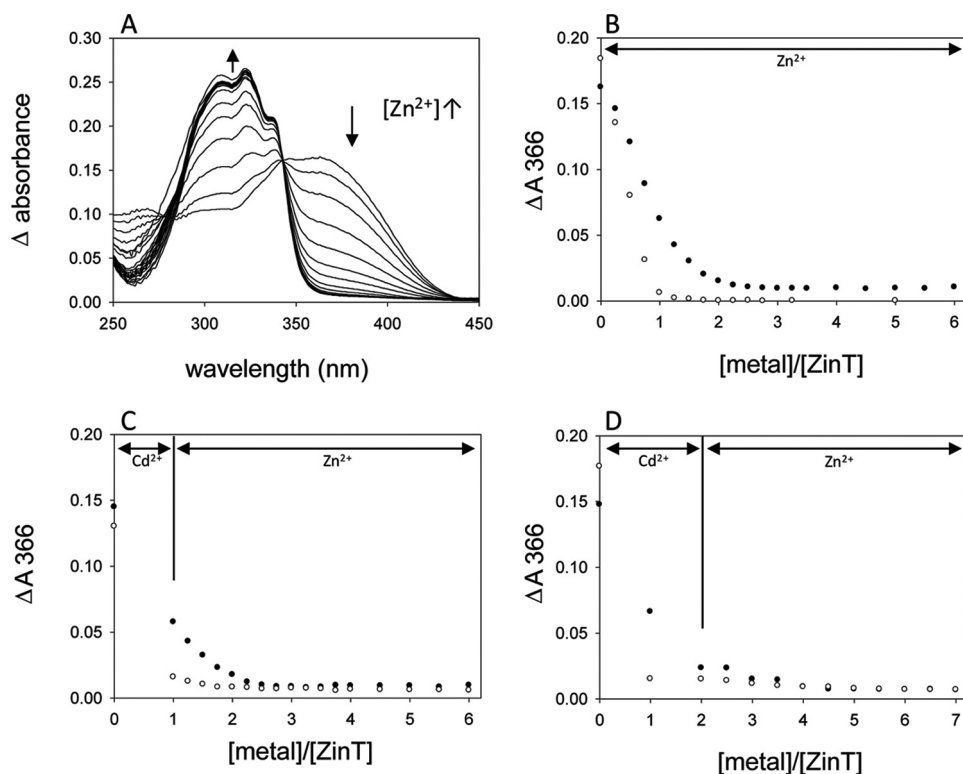 A
0.30
0.25
0.20
0.15
0.10
0.05
0.00
Δ absorbance
[Zn²⁺]↑
250 300 350 400 450
wavelength (nm)
B
0.20
0.15
0.10
0.05
0.00
ΔA 366
Zn²⁺
0 1 2 3 4 5 6
[metal]/[ZinT]
C
0.20
0.15
0.10
0.05
0.00
ΔA 366
Cd²⁺ Zn²⁺
0 1 2 3 4 5 6
[metal]/[ZinT]
D
0.20
0.15
0.10
0.05
0.00
ΔA 366
Cd²⁺ Zn²⁺
0 1 2 3 4 5 6 7
[metal]/[ZinT]